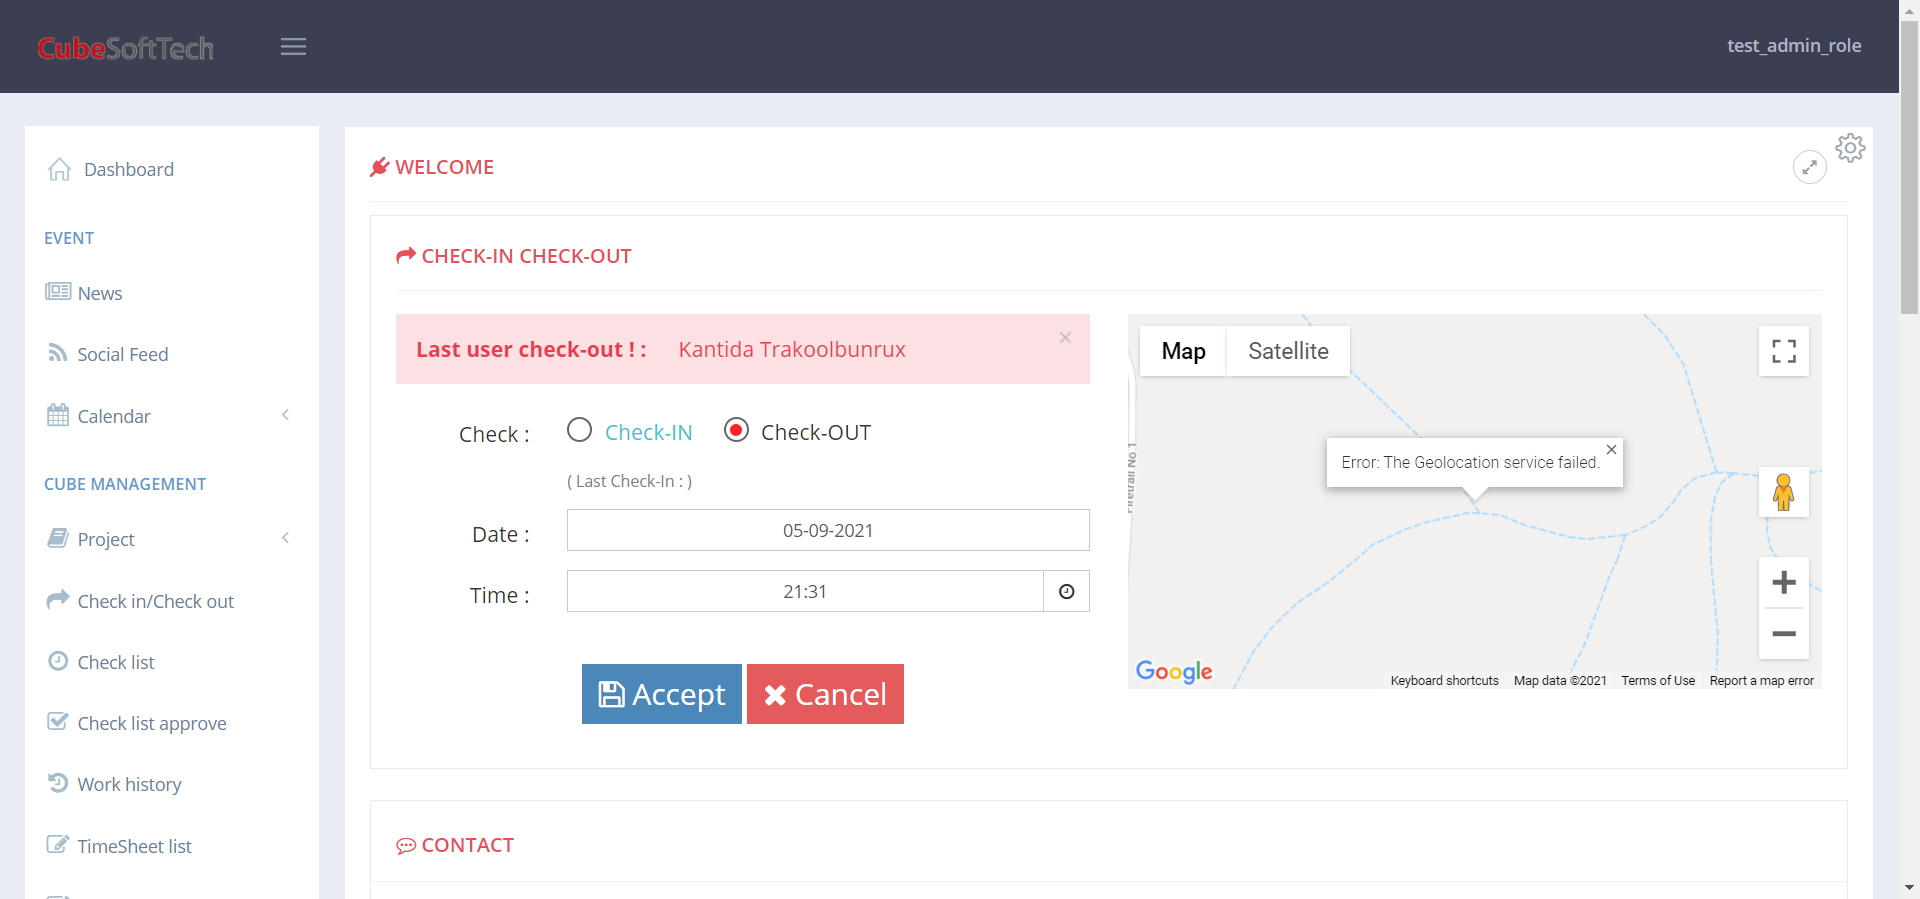 CubeSoftTech
test_admin_role
Dashboard
EVENT
News
Social Feed
Calendar
CUBE MANAGEMENT
Project
Check in/Check out
Check list
Check list approve
Work history
TimeSheet list
WELCOME
CHECK-IN CHECK-OUT
Last user check-out ! : Kantida Trakoolbunrux
×
Check : Check-IN Check-OUT
( Last Check-In : )
Date : 05-09-2021
Time : 21:31
Accept Cancel
Map Satellite
Error: The Geolocation service failed.
Firetrail No 1
Google
Keyboard shortcuts Map data ©2021 Terms of Use Report a map error
CONTACT